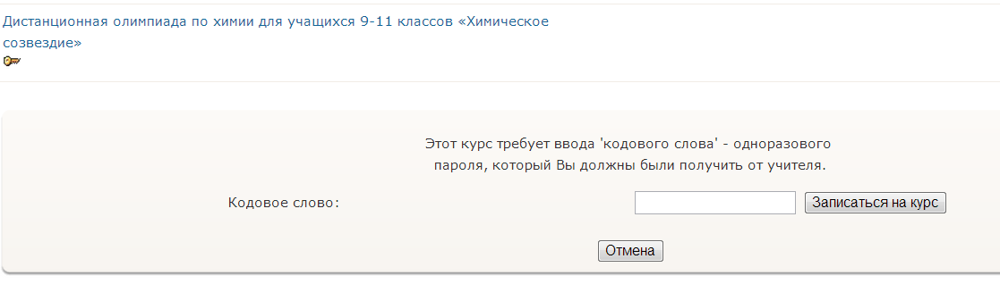 Дистанционная олимпиада по химии для учащихся 9-11 классов «Химическое
созвездие»
Этот курс требует ввода 'кодового слова' - одноразового
пароля, который Вы должны были получить от учителя.
Кодовое слово: Записаться на курс
Отмена